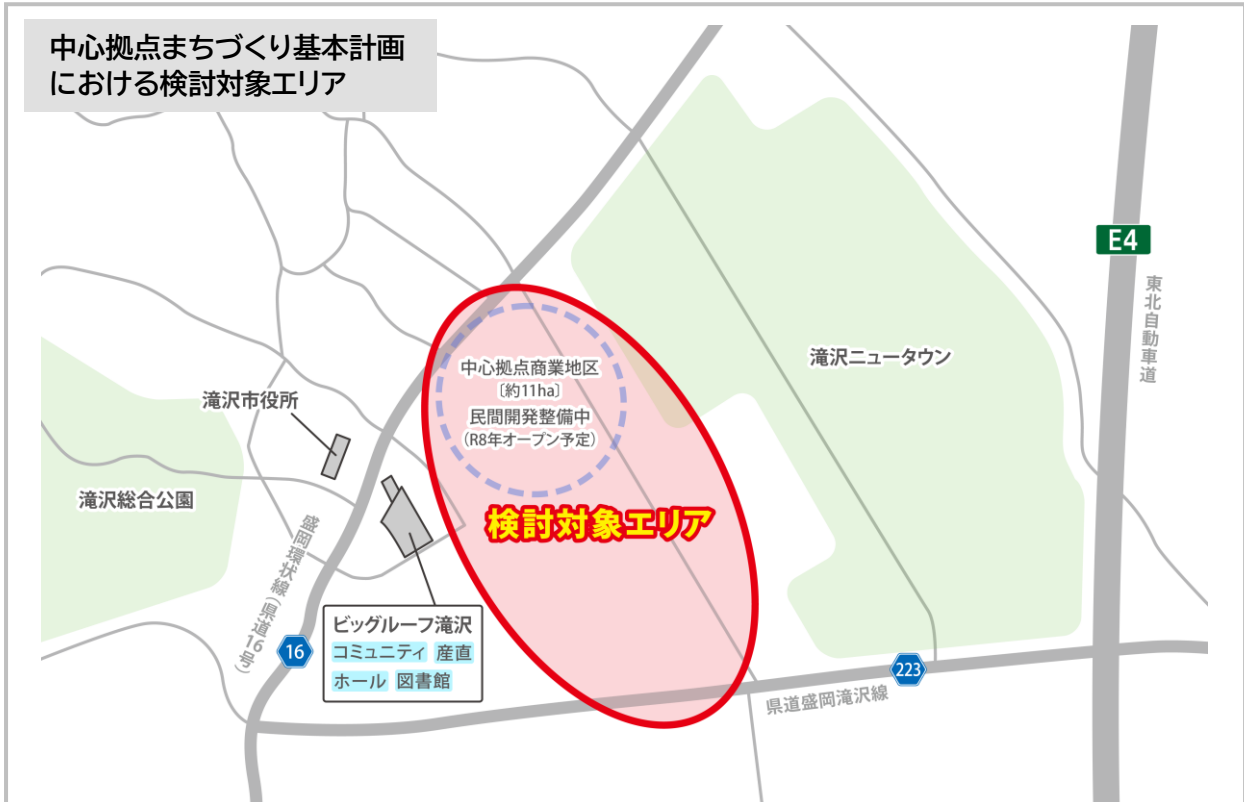 中心拠点まちづくり基本計画
における検討対象エリア
E4
東北自動車道
滝沢ニュータウン
中心拠点商業地区
〔約11ha〕
民間開発整備中
(R8年オープン予定)
滝沢市役所
滝沢総合公園
検討対象エリア
盛岡環状線(県道16号)
16
ビッグルーフ滝沢
コミュニティ 産直
ホール 図書館
223
県道盛岡滝沢線